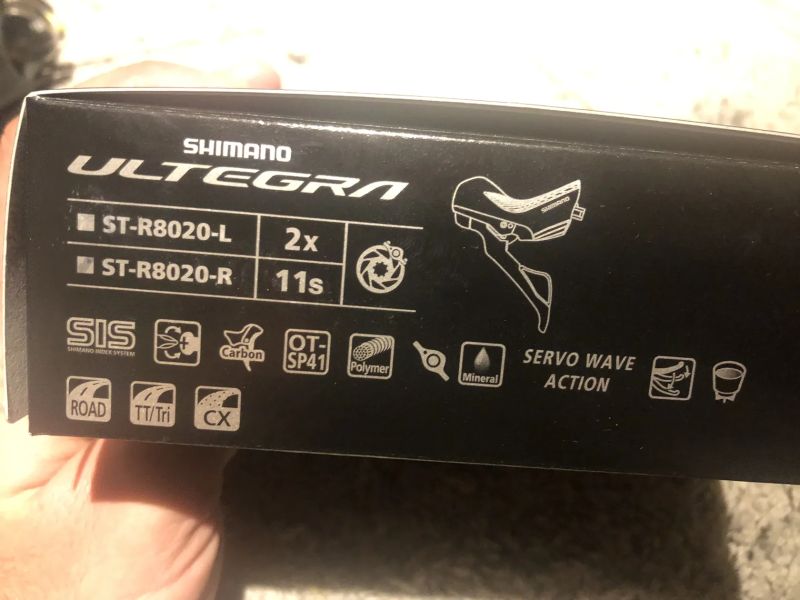 SHIMANO
ULTEGRA
ST-R8020-L 2x
ST-R8020-R 11s
SHIMANO
SIS
SHIMANO INDEX SYSTEM
Carbon
OT-
SP41
Polymer
Mineral
SERVO WAVE
ACTION
ROAD
TT/Tri
CX